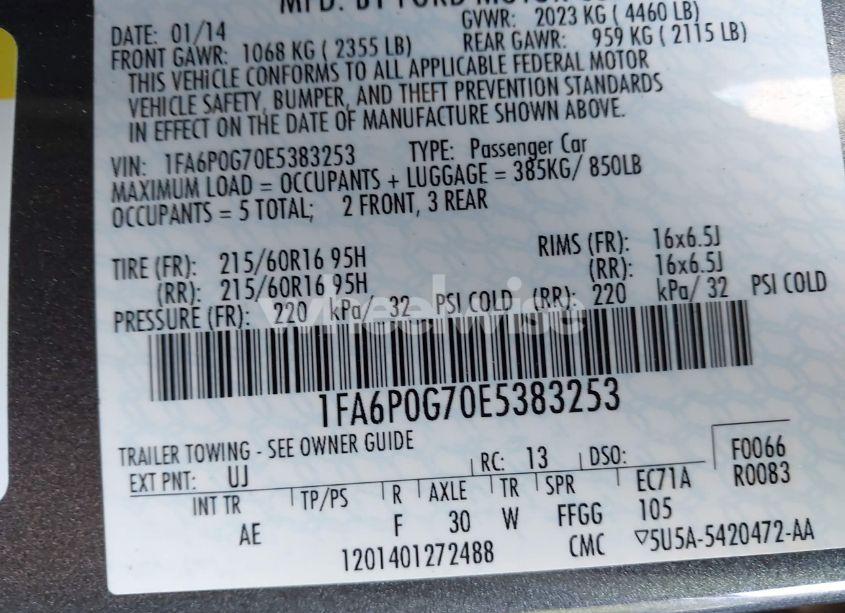 MFD. BY FORD MOTOR
DATE: 01/14 GVWR: 2023 KG ( 4460 LB)
FRONT GAWR: 1068 KG ( 2355 LB) REAR GAWR: 959 KG ( 2115 LB)
THIS VEHICLE CONFORMS TO ALL APPLICABLE FEDERAL MOTOR
VEHICLE SAFETY, BUMPER, AND THEFT PREVENTION STANDARDS
IN EFFECT ON THE DATE OF MANUFACTURE SHOWN ABOVE.
VIN: 1FA6P0G70E5383253 TYPE: Passenger Car
MAXIMUM LOAD = OCCUPANTS + LUGGAGE = 385KG/ 850LB
OCCUPANTS = 5 TOTAL; 2 FRONT, 3 REAR
TIRE (FR): 215/60R16 95H RIMS (FR): 16x6.5J
(RR): 215/60R16 95H (RR): 16x6.5J
PRESSURE (FR): 220 kPa/ 32 PSI COLD (RR): 220 kPa/ 32 PSI COLD
wheelwise
1FA6P0G70E5383253
TRAILER TOWING - SEE OWNER GUIDE
EXT PNT: UJ RC: 13 DSO: F0066
INT TR TP/PS R AXLE TR SPR EC71A R0083
AE F 30 W FFGG 105
1201401272488 CMC ▽5U5A-5420472-AA